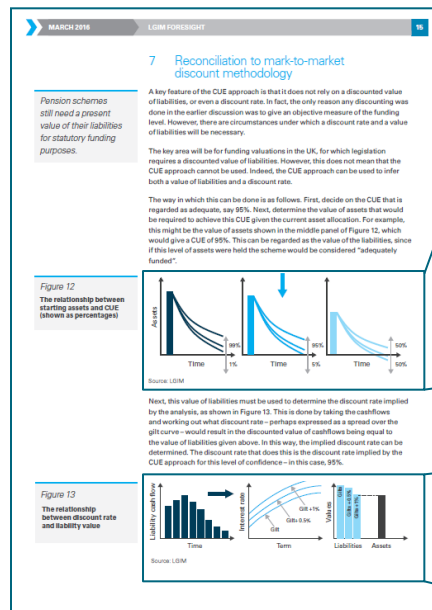 MARCH 2016
LGIM FORESIGHT
15
7 Reconciliation to mark-to-market
discount methodology
Pension schemes
still need a present
value of their liabilities
for statutory funding
purposes.
A key feature of the CUE approach is that it does not rely on a discounted value
of liabilities, or even a discount rate. In fact, the only reason any discounting was
done in the earlier discussion was to give an objective measure of the funding
level. However, there are circumstances under which a discount rate and a value
of liabilities will be necessary.
The key area will be for funding valuations in the UK, for which legislation
requires a discounted value of liabilities. However, this does not mean that the
CUE approach cannot be used. Indeed, the CUE approach can be used to infer
both a value of liabilities and a discount rate.
The way in which this can be done is as follows. First, decide on the CUE that is
regarded as adequate, say 95%. Next, determine the value of assets that would
be required to achieve this CUE given the current asset allocation. For example,
this might be the value of assets shown in the middle panel of Figure 12, which
would give a CUE of 95%. This can be regarded as the value of the liabilities, since
if this level of assets were held the scheme would be considered "adequately
funded".
Figure 12
The relationship between
starting assets and CUE
(shown as percentages)
Assets
99%
1%
Time
95%
5%
Time
50%
50%
Time
Source: LGIM
Next, this value of liabilities must be used to determine the discount rate implied
by the analysis, as shown in Figure 13. This is done by taking the cashflows
and working out what discount rate – perhaps expressed as a spread over the
gilt curve – would result in the discounted value of cashflows being equal to
the value of liabilities given above. In this way, the implied discount rate can be
determined. The discount rate that does this is the discount rate implied by the
CUE approach for this level of confidence – in this case, 95%.
Figure 13
The relationship
between discount rate
and liability value
Liability cash flow
Time
Interest rate
Gilt +1%
Gilt+ 0.5%
Gilt
Term
Values
Gilts
Gilts +0.5%
Gilts +1%
Liabilities
Assets
Source: LGIM